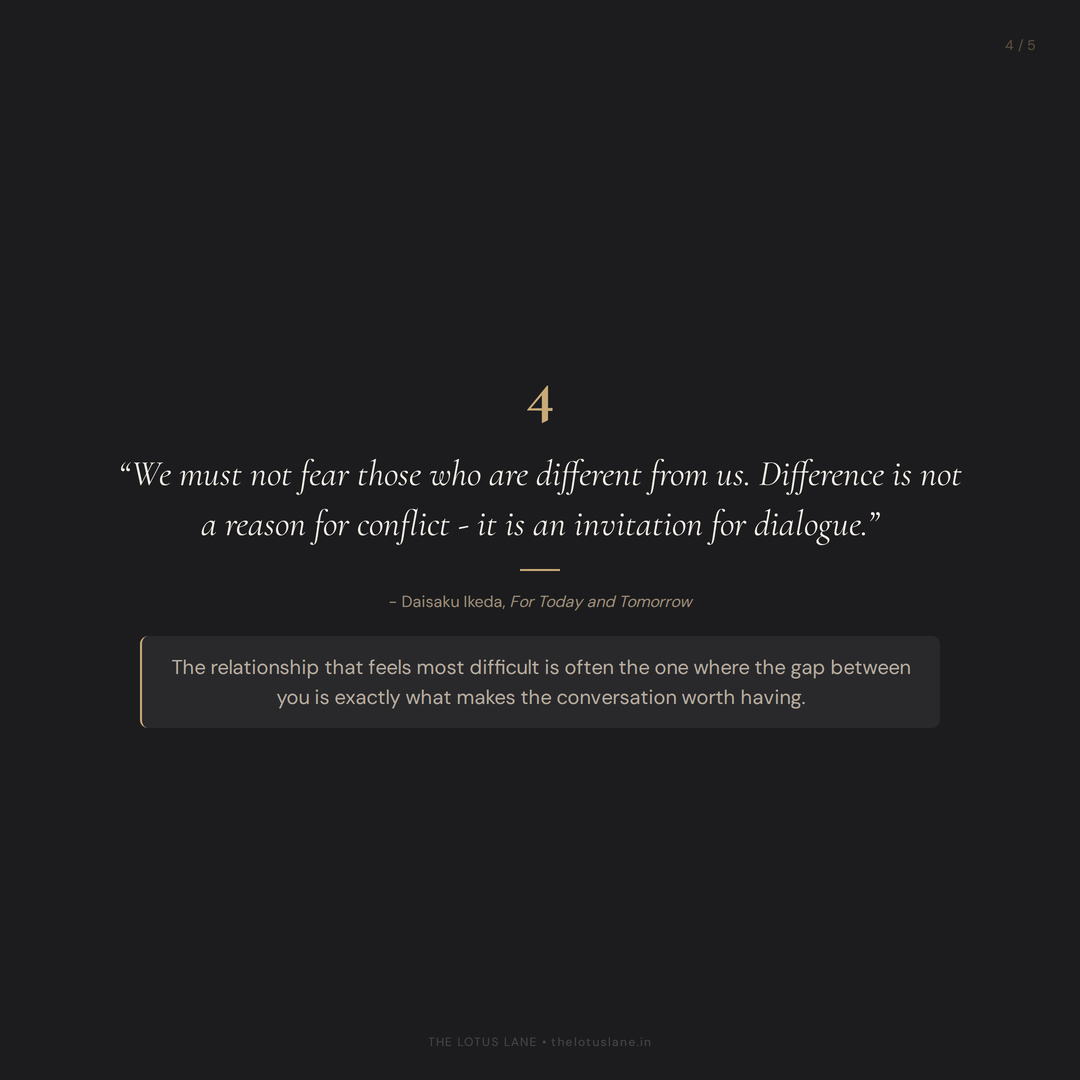 4 / 5
4
“We must not fear those who are different from us. Difference is not
a reason for conflict - it is an invitation for dialogue.”
– Daisaku Ikeda, For Today and Tomorrow
The relationship that feels most difficult is often the one where the gap between
you is exactly what makes the conversation worth having.
THE LOTUS LANE • thelotuslane.in